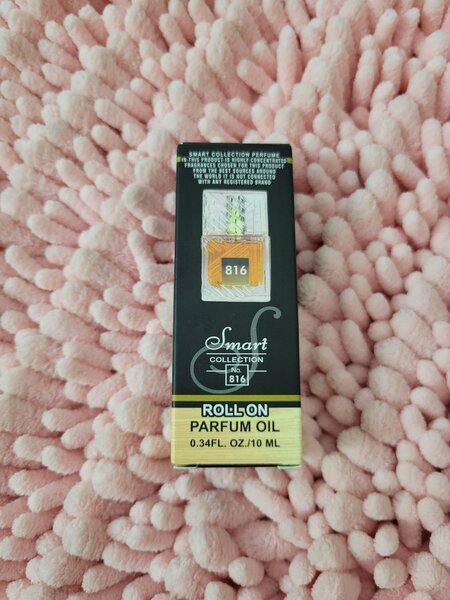 SMART COLLECTION PERFUME
IN THIS PRODUCT IS HIGHLY CONCENTRATED
FRAGRANCES CHOSEN FOR THIS PRODUCT
FROM THE BEST SOURCES AROUND
THE WORLD IT IS NOT CONNECTED
WITH ANY REGISTERED BRAND
816
Smart
COLLECTION
No.
816
ROLL ON
PARFUM OIL
0.34FL. OZ./10 ML